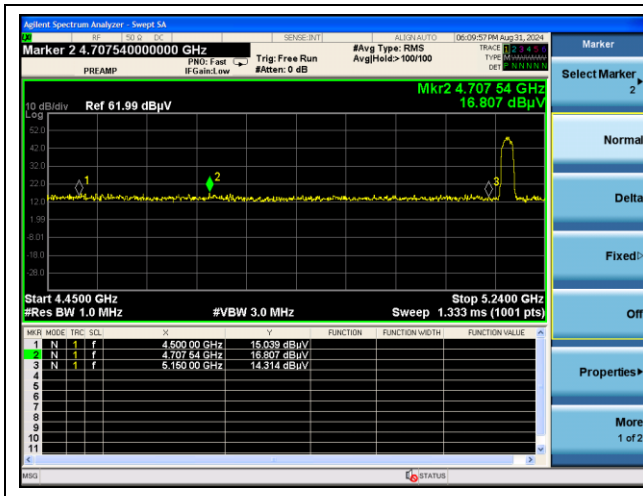 Agilent Spectrum Analyzer - Swept SA
RF 50 Ω DC SENSE:INT ALIGN AUTO 06:09:57 PM Aug 31, 2024
Marker 2 4.707540000000 GHz
PREAMP
PNO: Fast
IFGain:Low
Trig: Free Run
#Atten: 0 dB
#Avg Type: RMS
Avg|Hold:> 100/100
TRACE 1 2 3 4 5 6
TYPE
DET P N N N N N
Mkr2 4.707 54 GHz
16.807 dBµV
10 dB/div Ref 61.99 dBµV
Log
52.0
42.0
32.0
22.0
12.0
1.99
-8.01
-18.0
-28.0
1
2
3
Start 4.4500 GHz Stop 5.2400 GHz
#Res BW 1.0 MHz #VBW 3.0 MHz Sweep 1.333 ms (1001 pts)
MKR MODE TRC SCL X Y FUNCTION FUNCTION WIDTH FUNCTION VALUE
1 N 1 f 4.500 00 GHz 15.039 dBµV
2 N 1 f 4.707 54 GHz 16.807 dBµV
3 N 1 f 5.150 00 GHz 14.314 dBµV
4
5
6
7
8
9
10
11
MSG STATUS
Marker
Select Marker
2
Normal
Delta
Fixed
Off
Properties
More
1 of 2